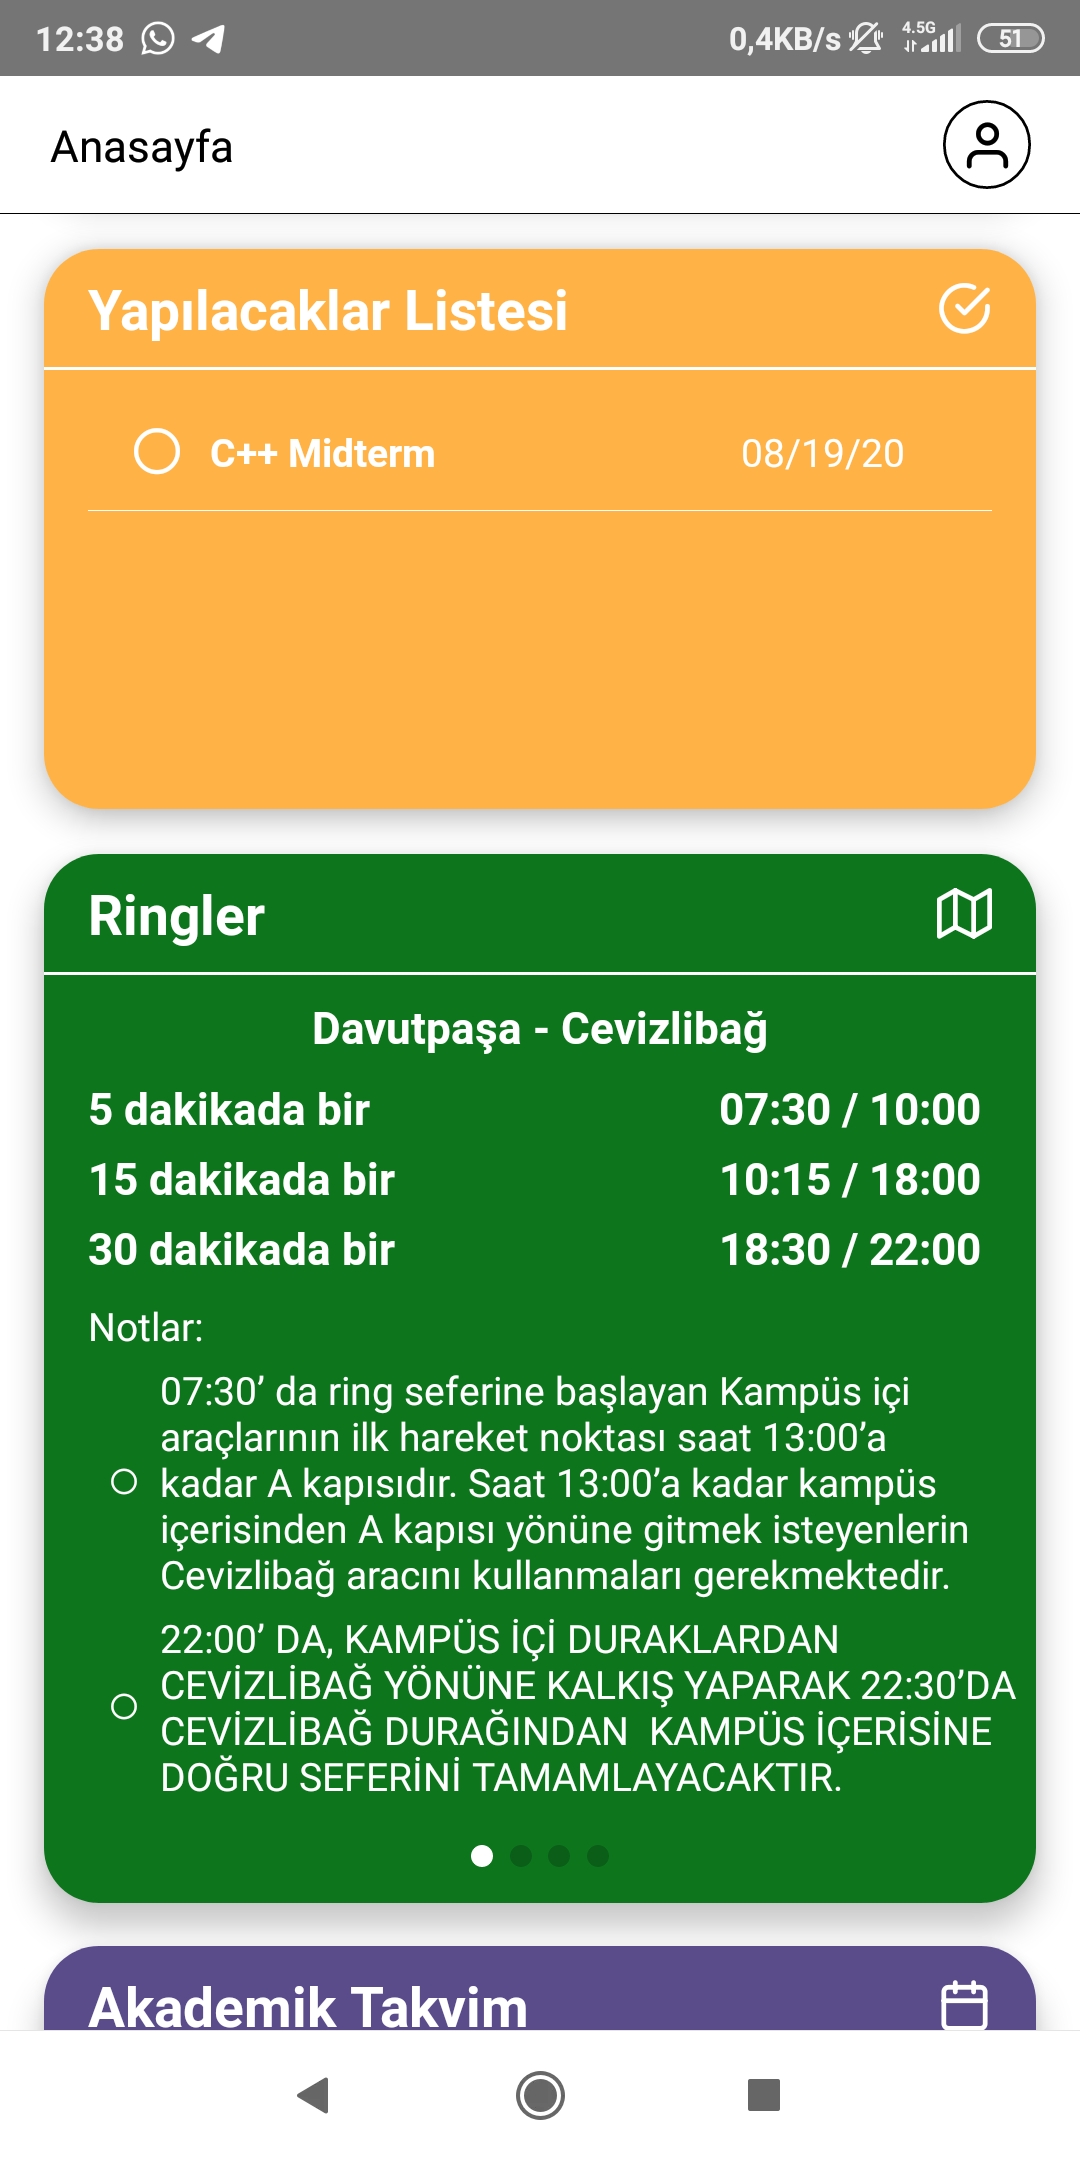 12:38 0,4KB/s 4.5G 51
Anasayfa
Yapılacaklar Listesi
C++ Midterm 08/19/20
Ringler
Davutpaşa - Cevizlibağ
5 dakikada bir 07:30 / 10:00
15 dakikada bir 10:15 / 18:00
30 dakikada bir 18:30 / 22:00
Notlar:
07:30’ da ring seferine başlayan Kampüs içi
araçlarının ilk hareket noktası saat 13:00’a
kadar A kapısıdır. Saat 13:00’a kadar kampüs
içerisinden A kapısı yönüne gitmek isteyenlerin
Cevizlibağ aracını kullanmaları gerekmektedir.
22:00’ DA, KAMPÜS İÇİ DURAKLARDAN
CEVİZLİBAĞ YÖNÜNE KALKIŞ YAPARAK 22:30’DA
CEVİZLİBAĞ DURAĞINDAN  KAMPÜS İÇERİSİNE
DOĞRU SEFERİNİ TAMAMLAYACAKTIR.
Akademik Takvim